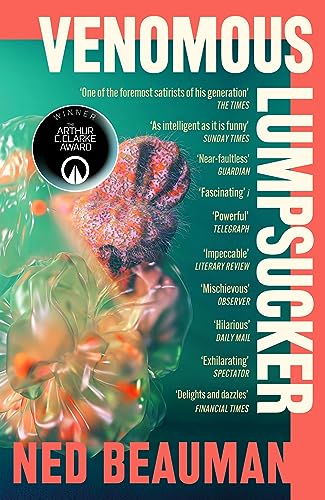 VENOMOUS
LUMPSUCKER
'One of the foremost satirists of his generation'
THE TIMES
'As intelligent as it is funny'
SUNDAY TIMES
'Near-faultless'
GUARDIAN
'Fascinating' i
'Powerful'
TELEGRAPH
'Impeccable'
LITERARY REVIEW
'Mischievous'
OBSERVER
'Hilarious'
DAILY MAIL
'Exhilarating'
SPECTATOR
'Delights and dazzles'
FINANCIAL TIMES
WINNER
THE
ARTHUR
C. CLARKE
AWARD
NED BEAUMAN